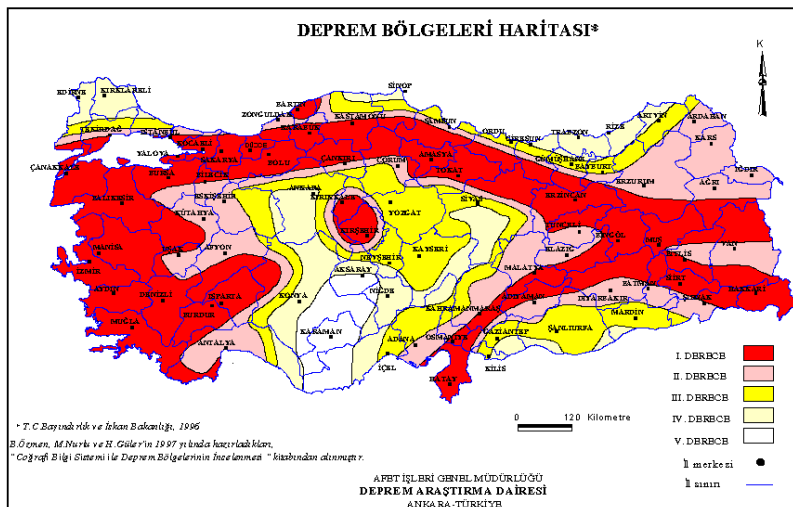 DEPREM BÖLGELERİ HARİTASI*
K
SİNOP
EDİRNE
KIRKLARELİ
BARTIN
ZONGULDAK
KASTAMONU
KARABÜK
SAMSUN
ORDU
GİRESUN
TRABZON
RİZE
ARTVİN
ARDAHAN
KARS
TEKİRDAĞ
İSTANBUL
KOCAELİ
YALOVA
SAKARYA
DÜZCE
BOLU
ÇANKIRI
ÇORUM
AMASYA
TOKAT
GÜMÜŞHANE
BAYBURT
ERZURUM
AĞRI
IĞDIR
ÇANAKKALE
BURSA
BİLECİK
BALIKESİR
ESKİŞEHİR
KÜTAHYA
ANKARA
KIRIKKALE
YOZGAT
SİVAS
ERZİNCAN
TUNCELİ
BİNGÖL
MUŞ
KIRŞEHİR
MANİSA
UŞAK
AFYON
NEVŞEHİR
KAYSERİ
ELAZIĞ
MALATYA
BİTLİS
VAN
İZMİR
AYDIN
DENİZLİ
ISPARTA
BURDUR
KONYA
AKSARAY
NİĞDE
KAHRAMANMARAŞ
ADIYAMAN
DİYARBAKIR
BATMAN
SİİRT
ŞIRNAK
HAKKARİ
MUĞLA
ANTALYA
KARAMAN
İÇEL
ADANA
OSMANİYE
GAZİANTEP
ŞANLIURFA
MARDİN
KİLİS
HATAY
I. DERECE
II. DERECE
III. DERECE
IV. DERECE
V. DERECE
İl merkezi
İl sınırı
0 120 Kilometre
* T.C Bayındırlık ve İskan Bakanlığı, 1996
B.Özmen, M.Nurlu ve H.Güler'in 1997 yılında hazırladıkları,
"Coğrafi Bilgi Sistemi ile Deprem Bölgelerinin İncelenmesi" kitabından alınmıştır.
AFET İŞLERİ GENEL MÜDÜRLÜĞÜ
DEPREM ARAŞTIRMA DAİRESİ
ANKARA-TÜRKİYE